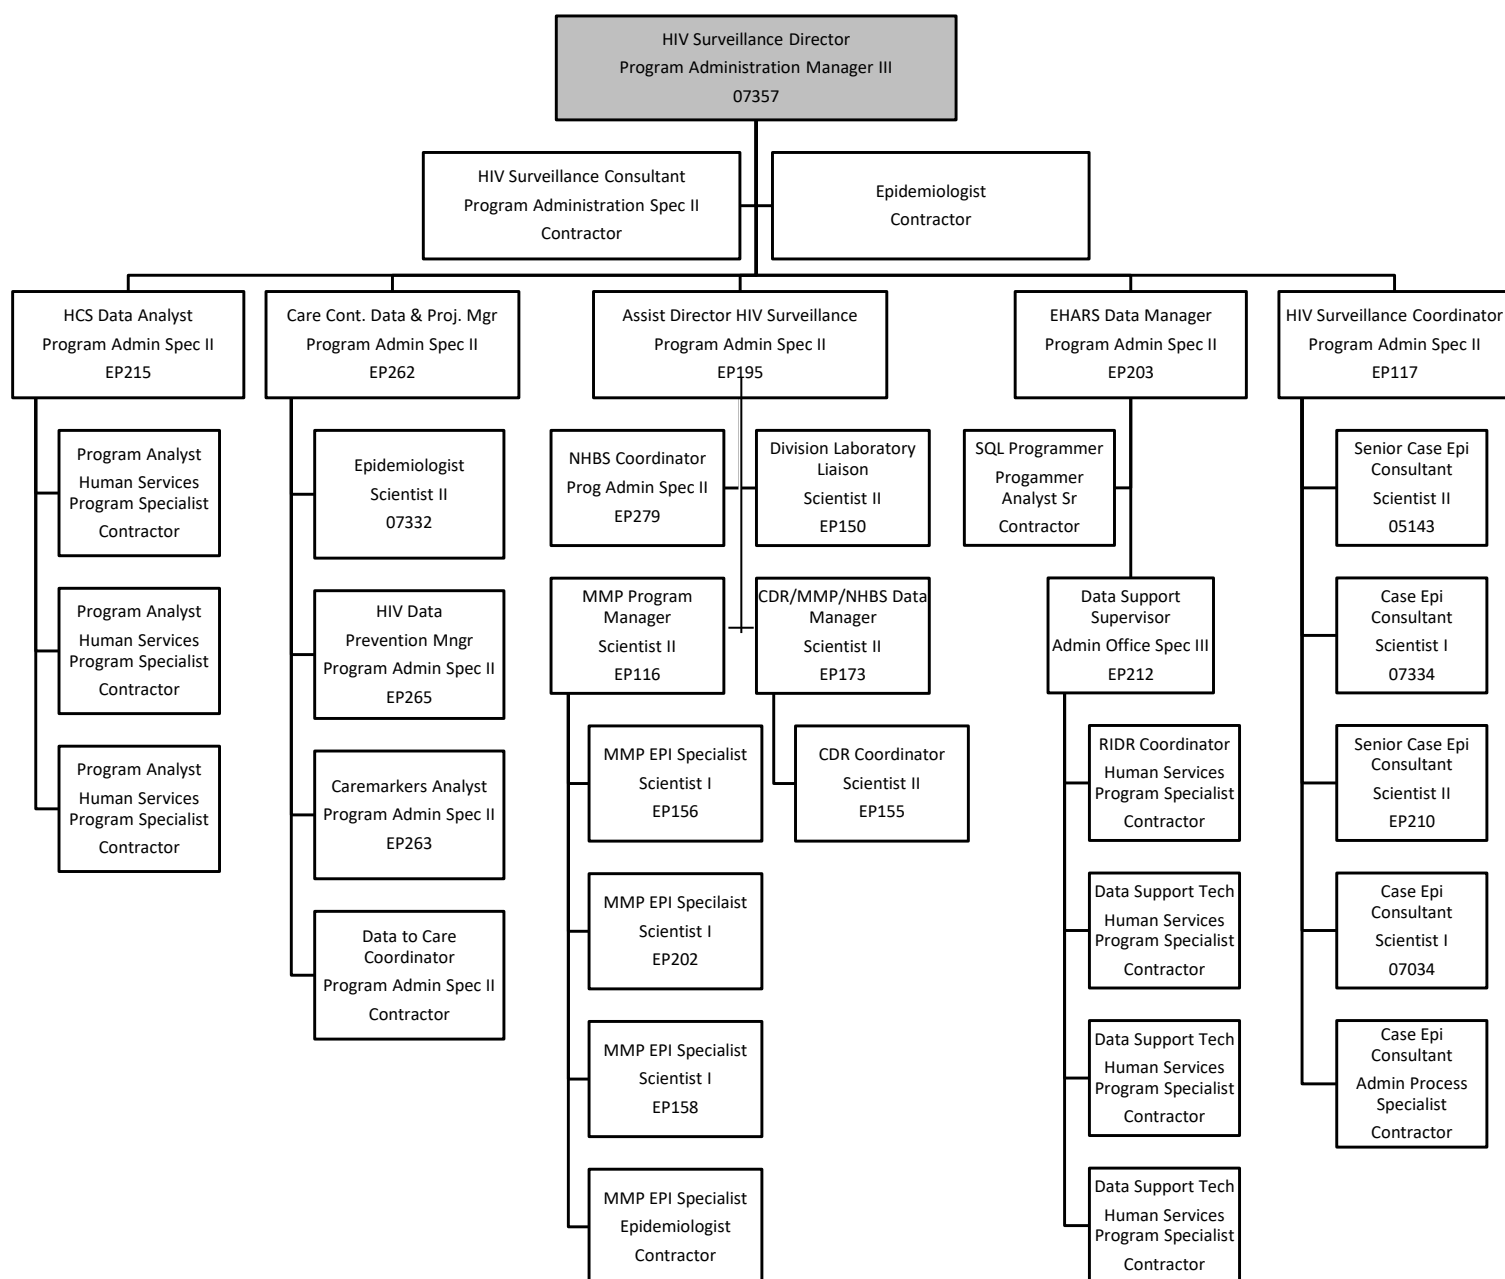 HIV Surveillance Director
Program Administration Manager III
07357
HIV Surveillance Consultant
Program Administration Spec II
Contractor
Epidemiologist
Contractor
HCS Data Analyst
Program Admin Spec II
EP215
Care Cont. Data & Proj. Mgr
Program Admin Spec II
EP262
Assist Director HIV Surveillance
Program Admin Spec II
EP195
EHARS Data Manager
Program Admin Spec II
EP203
HIV Surveillance Coordinator
Program Admin Spec II
EP117
Program Analyst
Human Services
Program Specialist
Contractor
Program Analyst
Human Services
Program Specialist
Contractor
Program Analyst
Human Services
Program Specialist
Contractor
Epidemiologist
Scientist II
07332
HIV Data
Prevention Mngr
Program Admin Spec II
EP265
Caremarkers Analyst
Program Admin Spec II
EP263
Data to Care
Coordinator
Program Admin Spec II
Contractor
NHBS Coordinator
Prog Admin Spec II
EP279
Division Laboratory
Liaison
Scientist II
EP150
MMP Program
Manager
Scientist II
EP116
CDR/MMP/NHBS Data
Manager
Scientist II
EP173
MMP EPI Specialist
Scientist I
EP156
MMP EPI Specilaist
Scientist I
EP202
MMP EPI Specialist
Scientist I
EP158
MMP EPI Specialist
Epidemiologist
Contractor
CDR Coordinator
Scientist II
EP155
SQL Programmer
Progammer
Analyst Sr
Contractor
Data Support
Supervisor
Admin Office Spec III
EP212
RIDR Coordinator
Human Services
Program Specialist
Contractor
Data Support Tech
Human Services
Program Specialist
Contractor
Data Support Tech
Human Services
Program Specialist
Contractor
Data Support Tech
Human Services
Program Specialist
Contractor
Senior Case Epi
Consultant
Scientist II
05143
Case Epi
Consultant
Scientist I
07334
Senior Case Epi
Consultant
Scientist II
EP210
Case Epi
Consultant
Scientist I
07034
Case Epi
Consultant
Admin Process
Specialist
Contractor